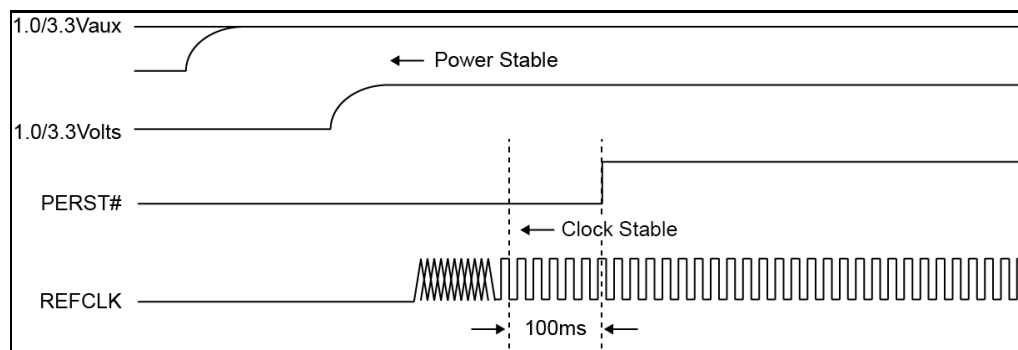 1.0/3.3Vaux
Power Stable
1.0/3.3Volts
PERST#
Clock Stable
REFCLK
100ms